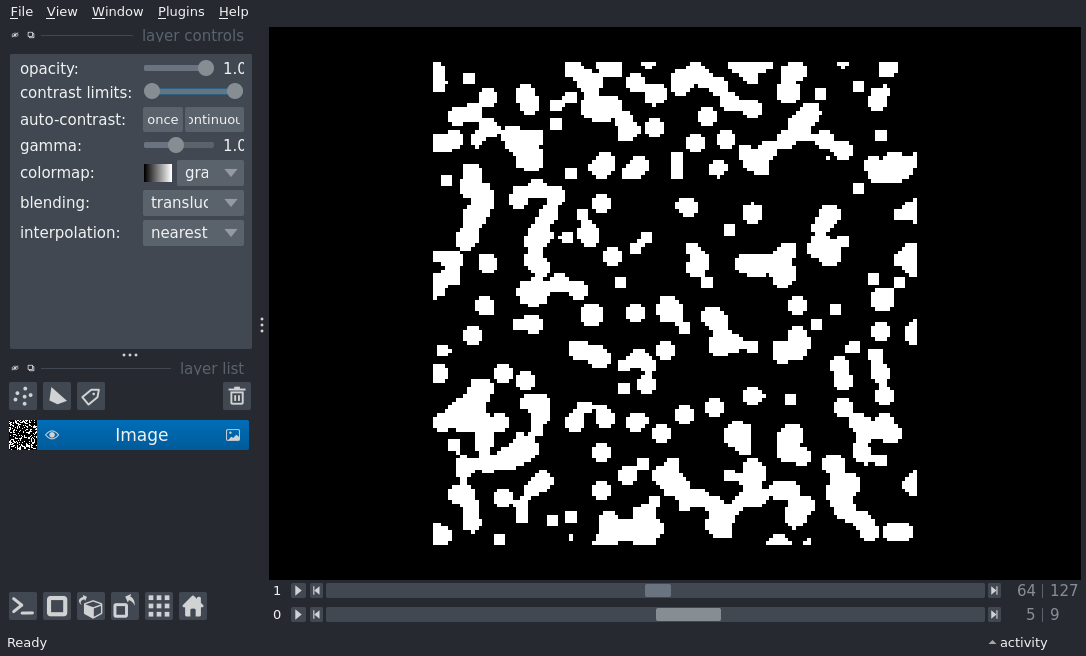 File View Window Plugins Help
layer controls
opacity: 1.0
contrast limits:
auto-contrast: once ontinuou
gamma: 1.0
colormap: gra
blending: transluc
interpolation: nearest
layer list
Image
1 64 | 127
0 5 | 9
Ready activity